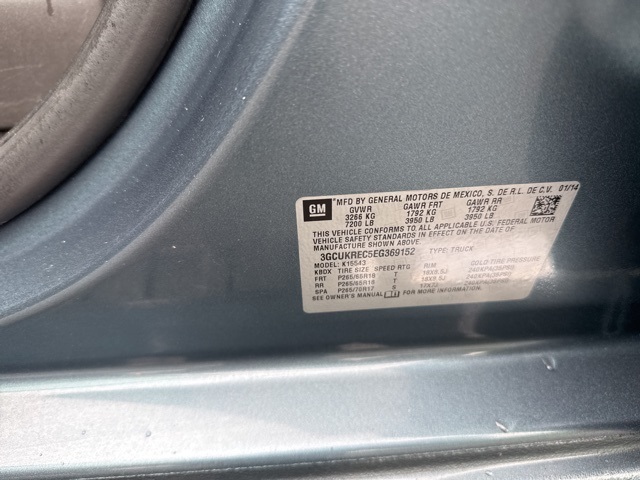 GM MFD BY GENERAL MOTORS DE MEXICO, S. DE R.L. DE C.V. 01/14
GVWR GAWR FRT GAWR RR
3266 KG 1792 KG 1792 KG
7200 LB 3950 LB 3950 LB
THIS VEHICLE CONFORMS TO ALL APPLICABLE U.S. FEDERAL MOTOR
VEHICLE SAFETY STANDARDS IN EFFECT ON THE DATE OF
MANUFACTURE SHOWN ABOVE.
3GCUKREC5EG369152 TYPE: TRUCK
MODEL: K15543
KBDX TIRE SIZE SPEED RTG RIM COLD TIRE PRESSURE
FRT P265/65R18 T 18X8.5J 240KPA(35PSI)
RR P265/65R18 T 18X8.5J 240KPA(35PSI)
SPA P265/70R17 S 240KPA(35PSI)
SEE OWNER'S MANUAL FOR MORE INFORMATION.